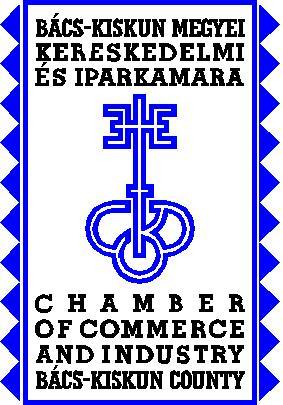 BÁCS-KISKUN MEGYEI
KERESKEDELMI
ÉS IPARKAMARA
CHAMBER
OF COMMERCE
AND INDUSTRY
BÁCS-KISKUN COUNTY